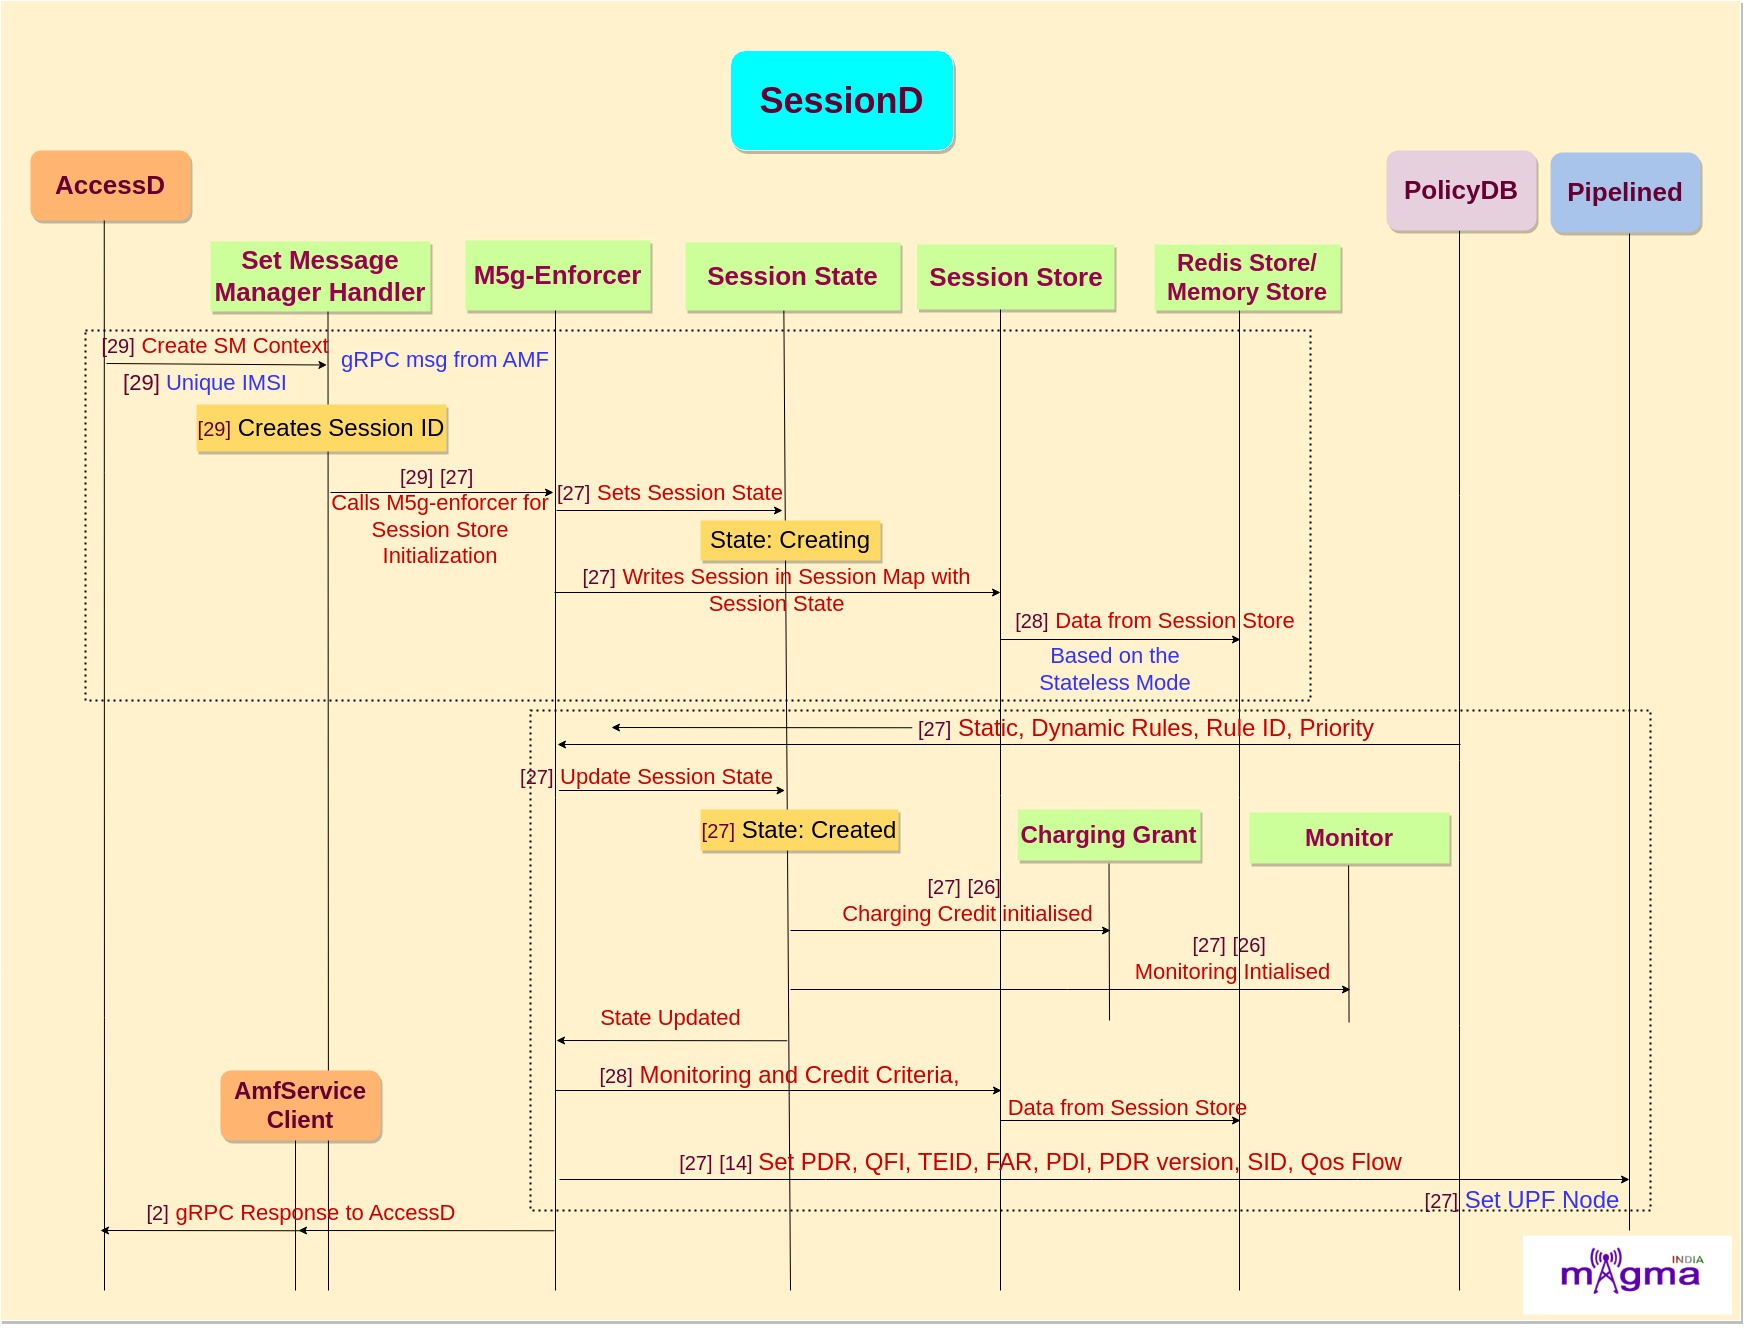 SessionD
AccessD
PolicyDB
Pipelined
Set Message
Manager Handler
M5g-Enforcer
Session State
Session Store
Redis Store/
Memory Store
[29] Create SM Context
gRPC msg from AMF
[29] Unique IMSI
[29] Creates Session ID
[29] [27]
Calls M5g-enforcer for
Session Store
Initialization
[27] Sets Session State
State: Creating
[27] Writes Session in Session Map with
Session State
[28] Data from Session Store
Based on the
Stateless Mode
[27] Static, Dynamic Rules, Rule ID, Priority
[27] Update Session State
[27] State: Created
Charging Grant
Monitor
[27] [26]
Charging Credit initialised
[27] [26]
Monitoring Intialised
State Updated
[28] Monitoring and Credit Criteria,
AmfService
Client
Data from Session Store
[27] [14] Set PDR, QFI, TEID, FAR, PDI, PDR version, SID, Qos Flow
[27] Set UPF Node
[2] gRPC Response to AccessD
INDIA
magma